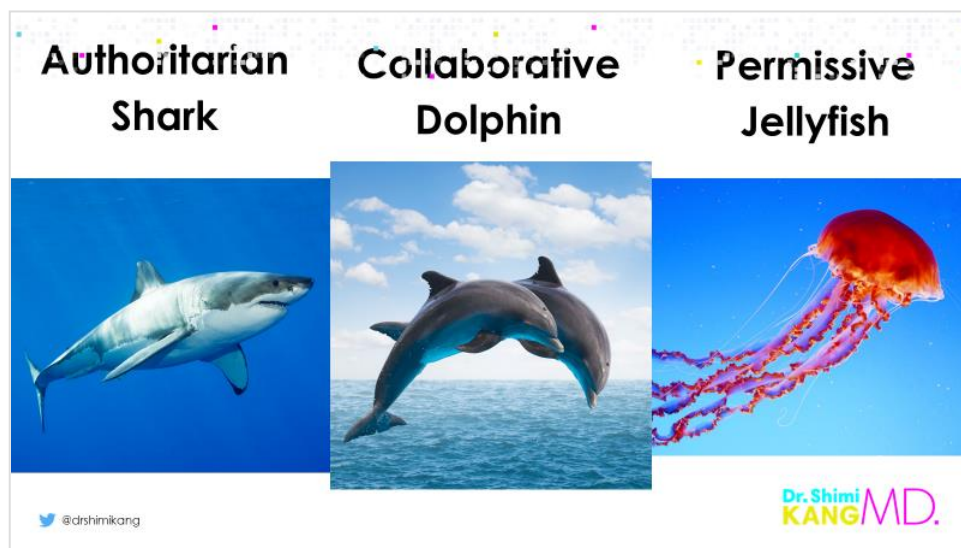 Authoritarian
Shark
Collaborative
Dolphin
Permissive
Jellyfish
@drshimikang
Dr. Shimi
KANG MD.